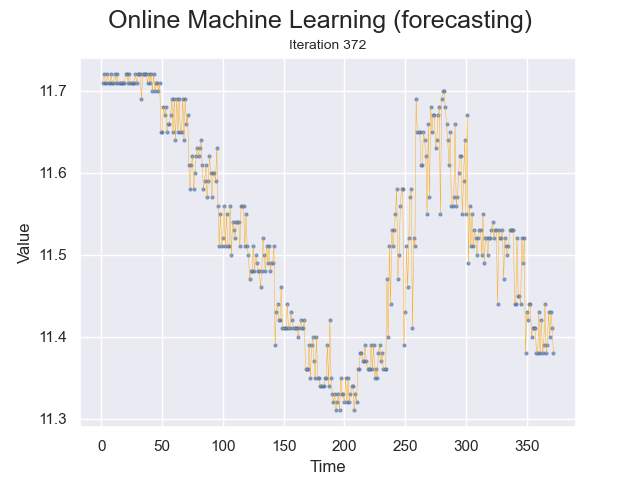 Online Machine Learning (forecasting)
Iteration 372
11.7
11.6
11.5
11.4
11.3
Value
0 50 100 150 200 250 300 350
Time